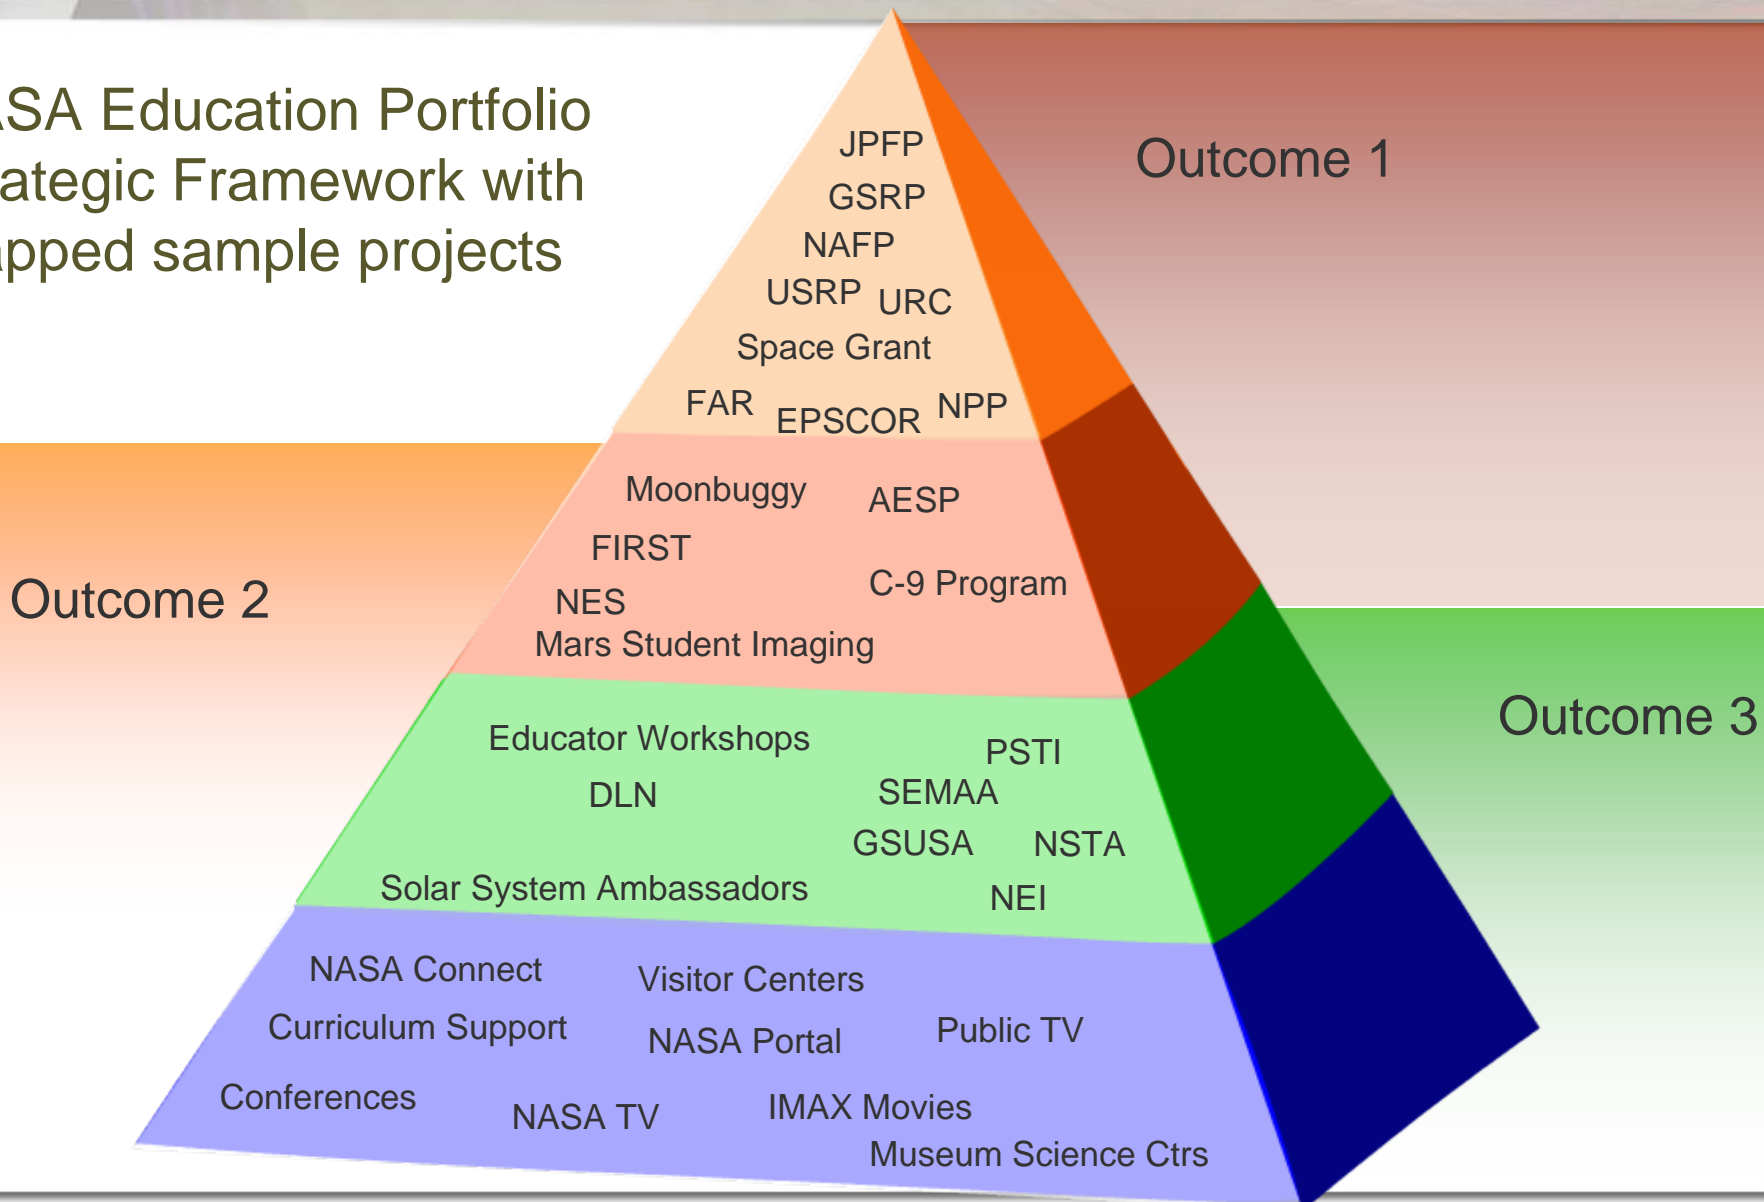 ASA Education Portfolio
ategic Framework with
apped sample projects
Outcome 1
JPFP
GSRP
NAFP
USRP URC
Space Grant
FAR EPSCOR NPP
Outcome 2
Moonbuggy AESP
FIRST
C-9 Program
NES
Mars Student Imaging
Outcome 3
Educator Workshops PSTI
DLN SEMAA
GSUSA NSTA
Solar System Ambassadors NEI
NASA Connect Visitor Centers
Curriculum Support NASA Portal Public TV
Conferences NASA TV IMAX Movies
Museum Science Ctrs